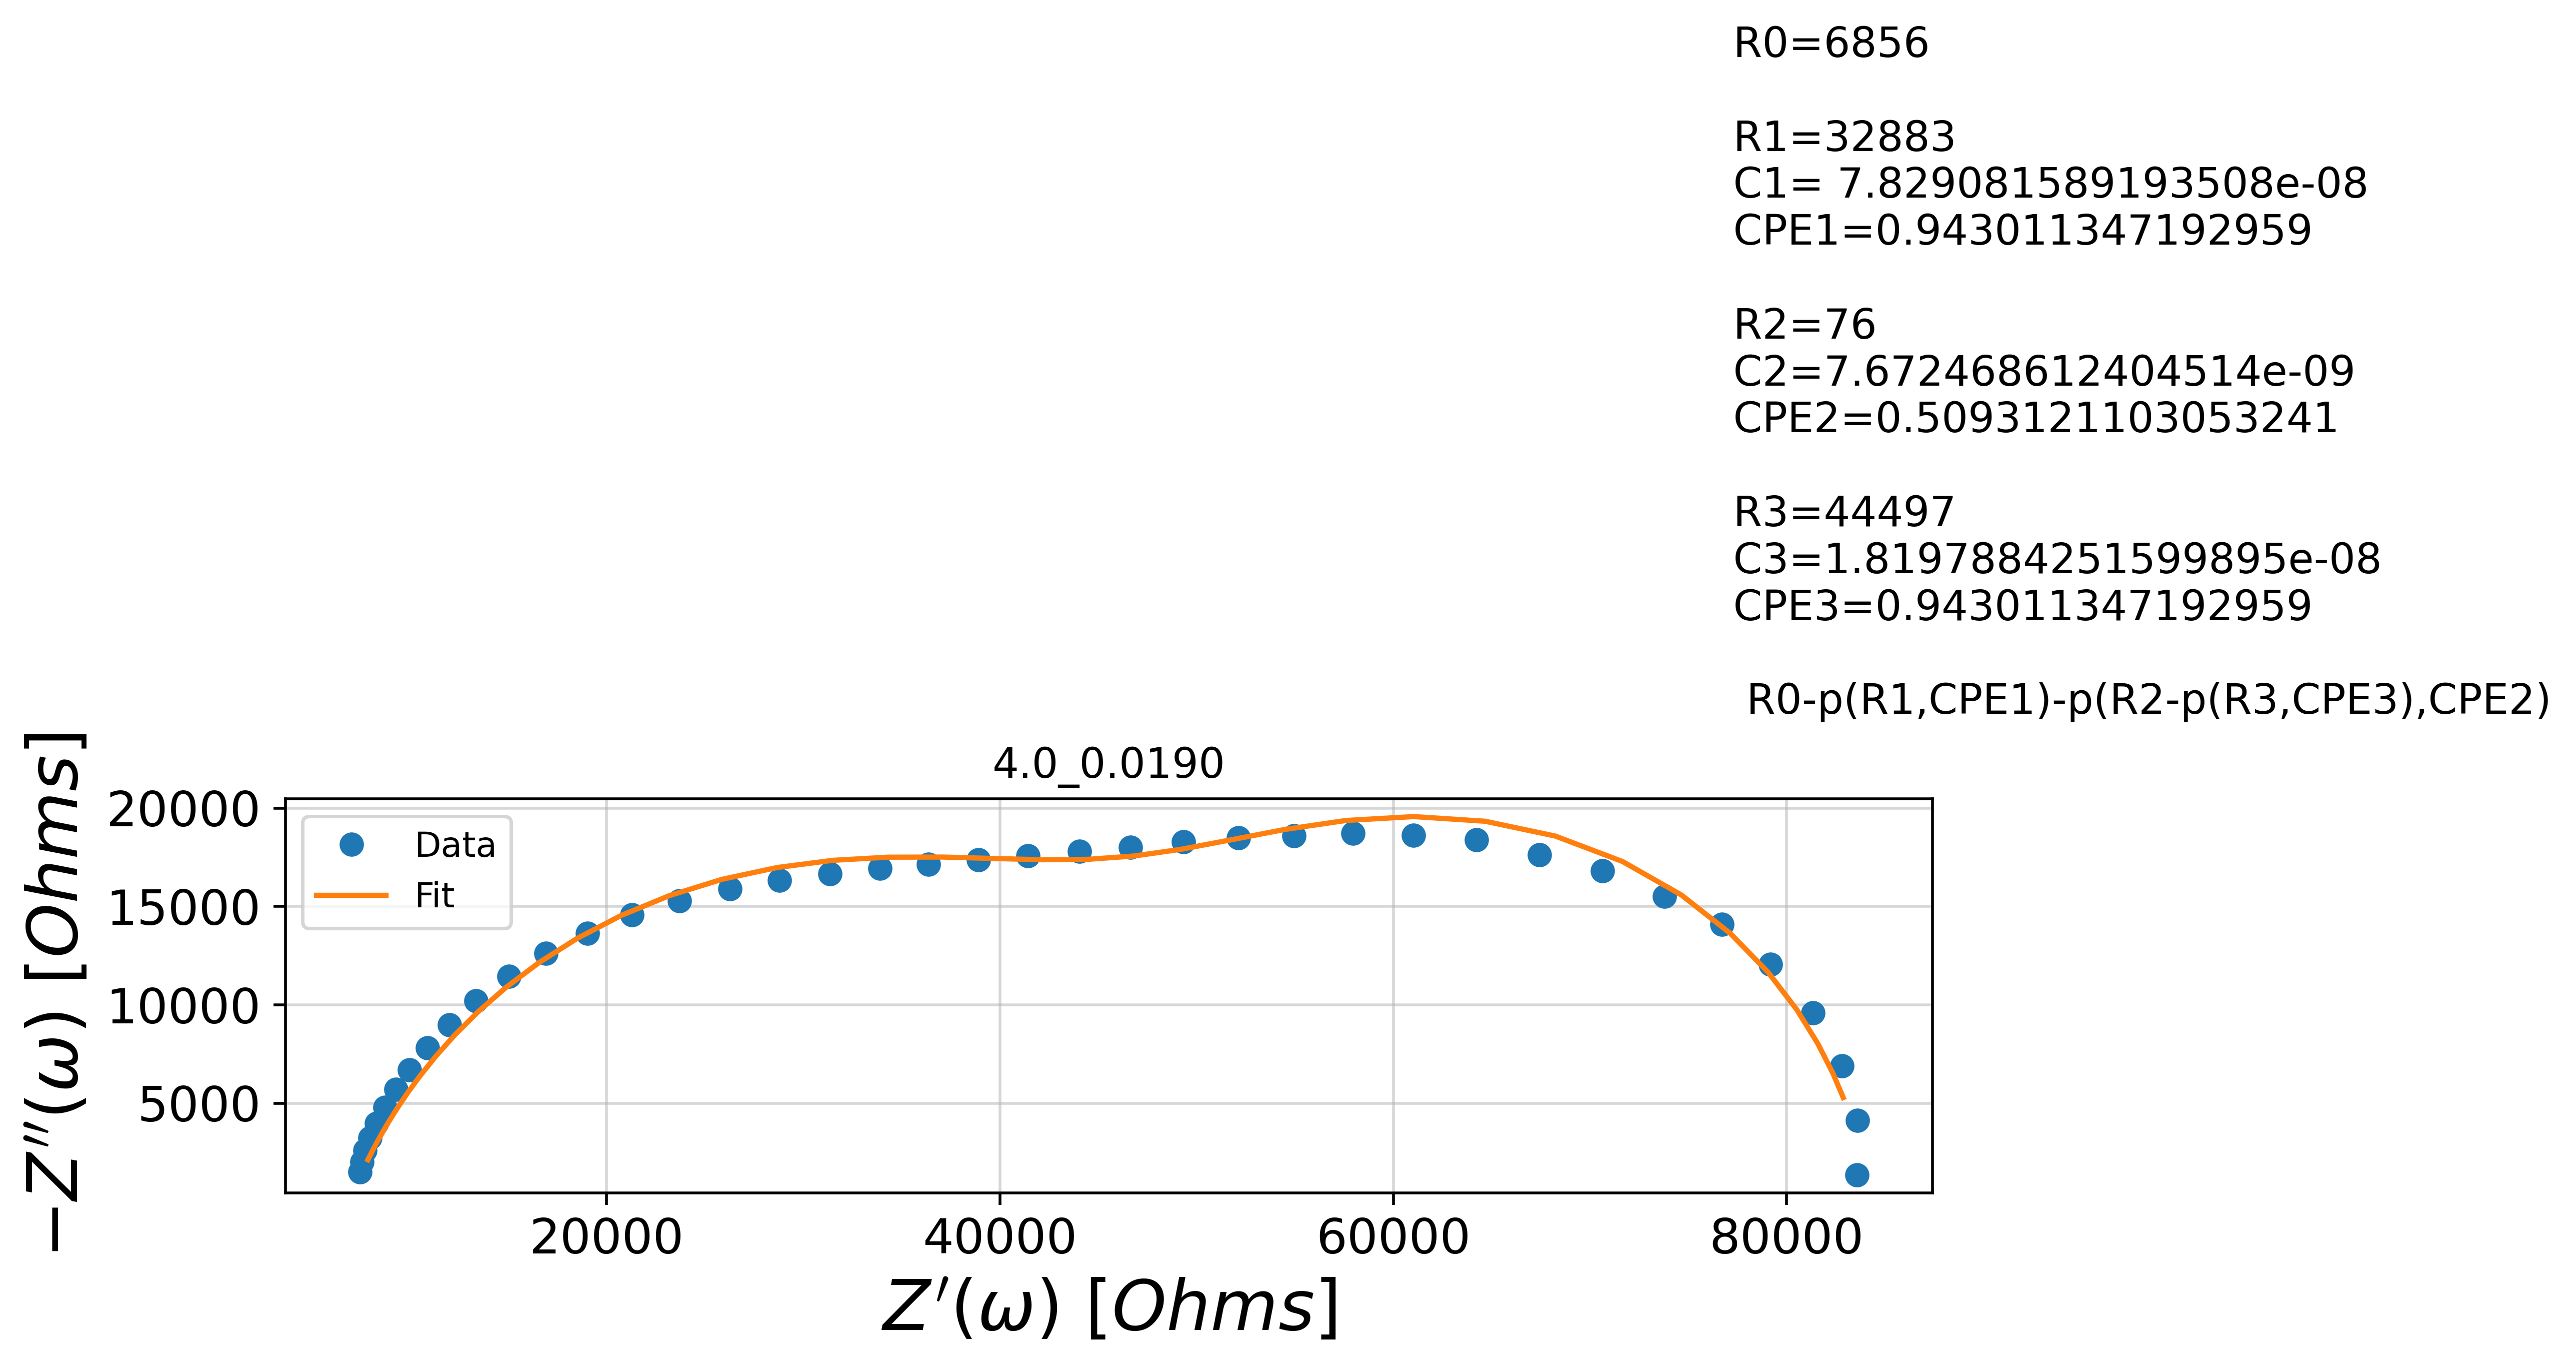 R0=6856
R1=32883
C1= 7.829081589193508e-08
CPE1=0.943011347192959
R2=76
C2=7.672468612404514e-09
CPE2=0.5093121103053241
R3=44497
C3=1.8197884251599895e-08
CPE3=0.943011347192959
R0-p(R1,CPE1)-p(R2-p(R3,CPE3),CPE2)
4.0_0.0190
−Z′′(ω) [Ohms]
20000
15000
10000
5000
Data
Fit
20000 40000 60000 80000
Z′(ω) [Ohms]